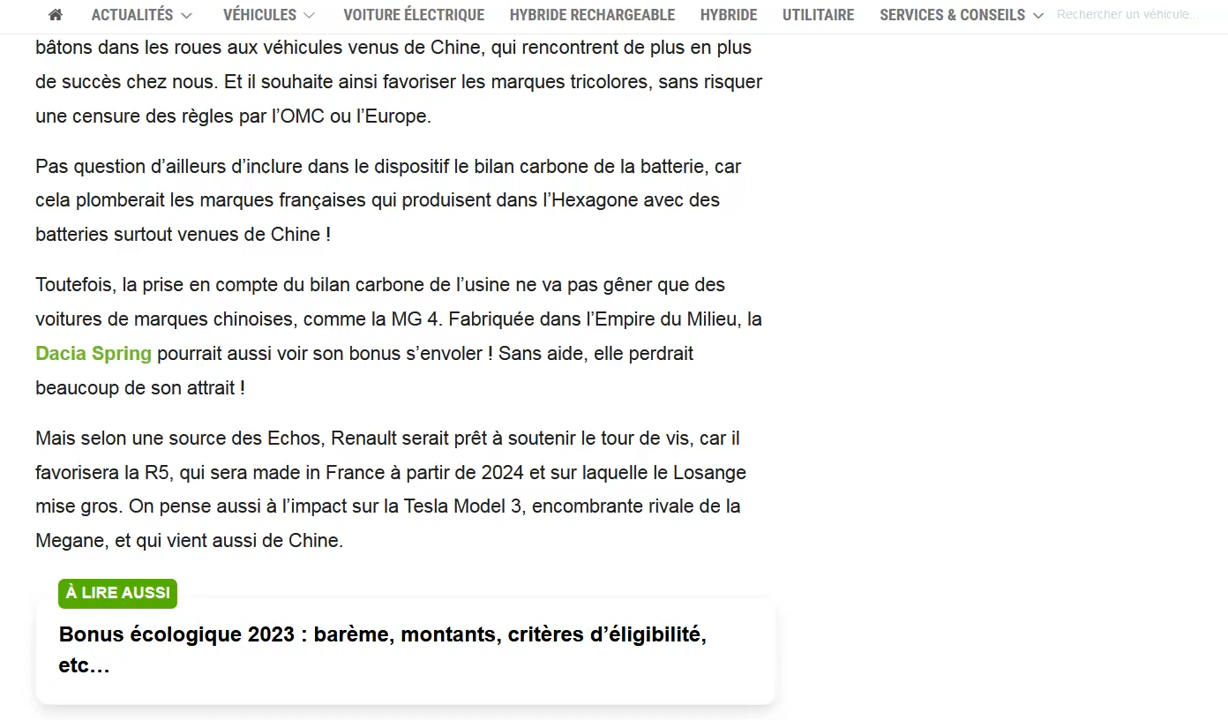 ACTUALITÉS VÉHICULES VOITURE ÉLECTRIQUE HYBRIDE RECHARGEABLE HYBRIDE UTILITAIRE SERVICES & CONSEILS Rechercher un véhicule...
bâtons dans les roues aux véhicules venus de Chine, qui rencontrent de plus en plus
de succès chez nous. Et il souhaite ainsi favoriser les marques tricolores, sans risquer
une censure des règles par l’OMC ou l’Europe.
Pas question d’ailleurs d’inclure dans le dispositif le bilan carbone de la batterie, car
cela plomberait les marques françaises qui produisent dans l’Hexagone avec des
batteries surtout venues de Chine !
Toutefois, la prise en compte du bilan carbone de l’usine ne va pas gêner que des
voitures de marques chinoises, comme la MG 4. Fabriquée dans l’Empire du Milieu, la
Dacia Spring pourrait aussi voir son bonus s’envoler ! Sans aide, elle perdrait
beaucoup de son attrait !
Mais selon une source des Echos, Renault serait prêt à soutenir le tour de vis, car il
favorisera la R5, qui sera made in France à partir de 2024 et sur laquelle le Losange
mise gros. On pense aussi à l’impact sur la Tesla Model 3, encombrante rivale de la
Megane, et qui vient aussi de Chine.
À LIRE AUSSI
Bonus écologique 2023 : barème, montants, critères d’éligibilité,
etc…